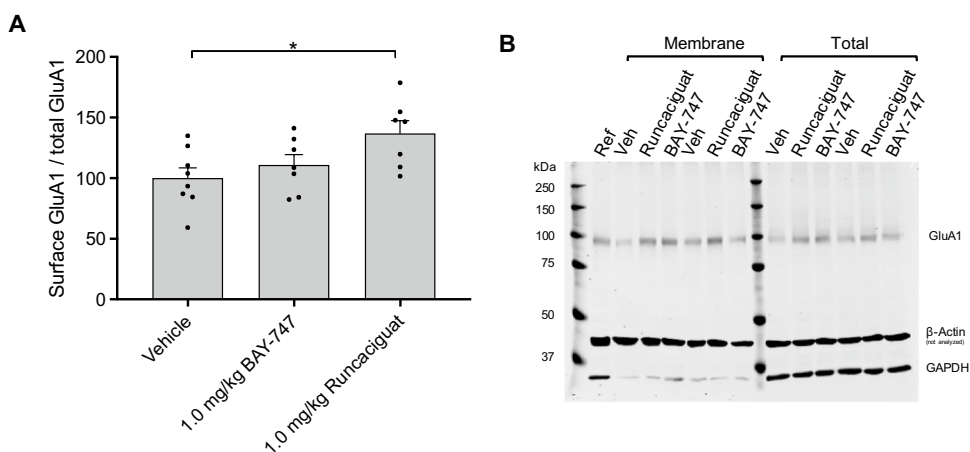 A
*
Surface GluA1 / total GluA1
200
150
100
50
0
Vehicle
1.0 mg/kg BAY-747
1.0 mg/kg Runcaciguat
B
Membrane
Total
Ref
Veh
Runcaciguat
BAY-747
Veh
Runcaciguat
BAY-747
Veh
Runcaciguat
BAY-747
Veh
Runcaciguat
BAY-747
kDa
250
150
100
75
50
37
GluA1
β-Actin
(not analyzed)
GAPDH